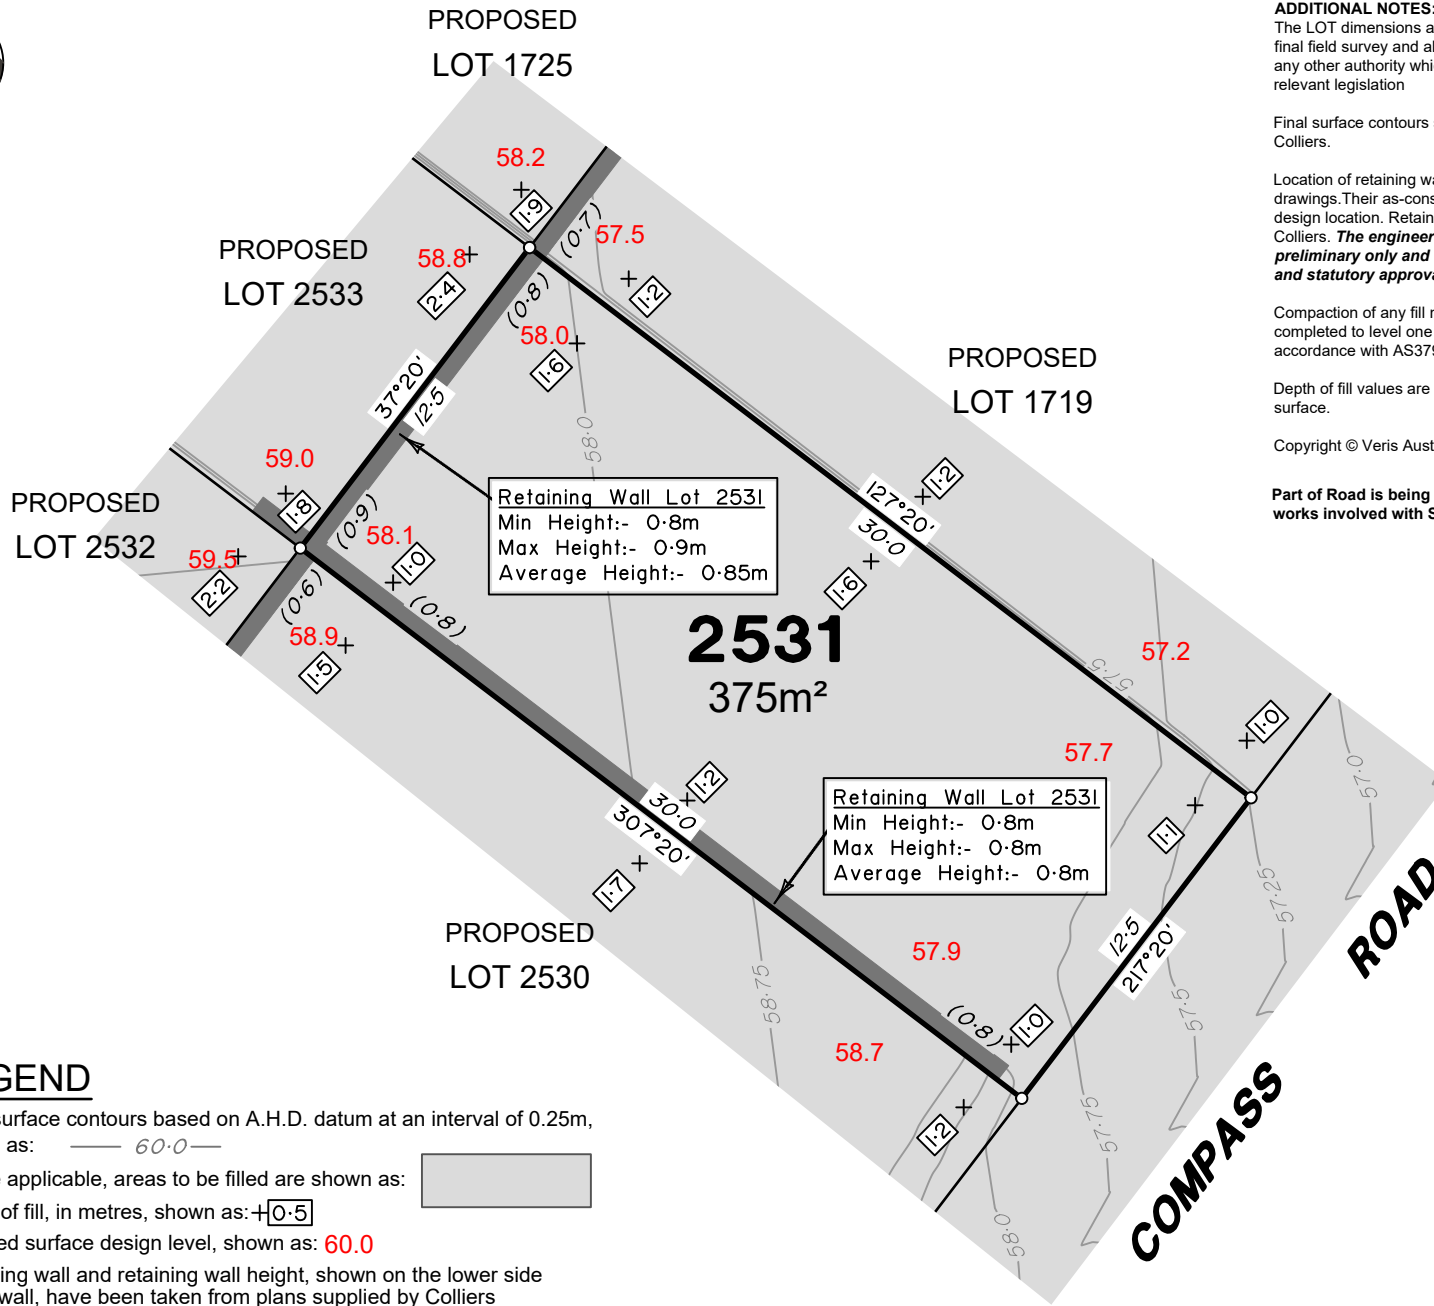 PROPOSED
LOT 1725
58.2
1·9
(0·7)
57.5
1·2
PROPOSED
LOT 2533
58.8
2·4
(0·8)
58.0
1·6
37°20'
12·5
58·0
PROPOSED
LOT 1719
1·2
127°20'
30·0
1·6
59.0
1·8
PROPOSED
LOT 2532
59.5
2·2
(0·9)
58.1
1·0
(0·6)
(0·8)
58.9
1·5
Retaining Wall Lot 2531
Min Height:- 0·8m
Max Height:- 0·9m
Average Height:- 0·85m
2531
375m²
57·5
57.2
1·0
57.7
57·0
1·1
1·2
30·0
307°20'
1·7
Retaining Wall Lot 2531
Min Height:- 0·8m
Max Height:- 0·8m
Average Height:- 0·8m
57·25
PROPOSED
LOT 2530
58·75
57.9
12·5
217°20'
57·5
(0·8)
1·0
58.7
1·2
57·75
58·0
COMPASS ROAD
ADDITIONAL NOTES:
The LOT dimensions a
final field survey and al
any other authority whi
relevant legislation
Final surface contours
Colliers.
Location of retaining wa
drawings.Their as-cons
design location. Retain
Colliers. The engineer
preliminary only and
and statutory approva
Compaction of any fill r
completed to level one
accordance with AS379
Depth of fill values are
surface.
Copyright © Veris Aust
Part of Road is being
works involved with S
GEND
surface contours based on A.H.D. datum at an interval of 0.25m,
as: 60·0
e applicable, areas to be filled are shown as:
of fill, in metres, shown as: +0·5
ed surface design level, shown as: 60.0
ing wall and retaining wall height, shown on the lower side
wall, have been taken from plans supplied by Colliers